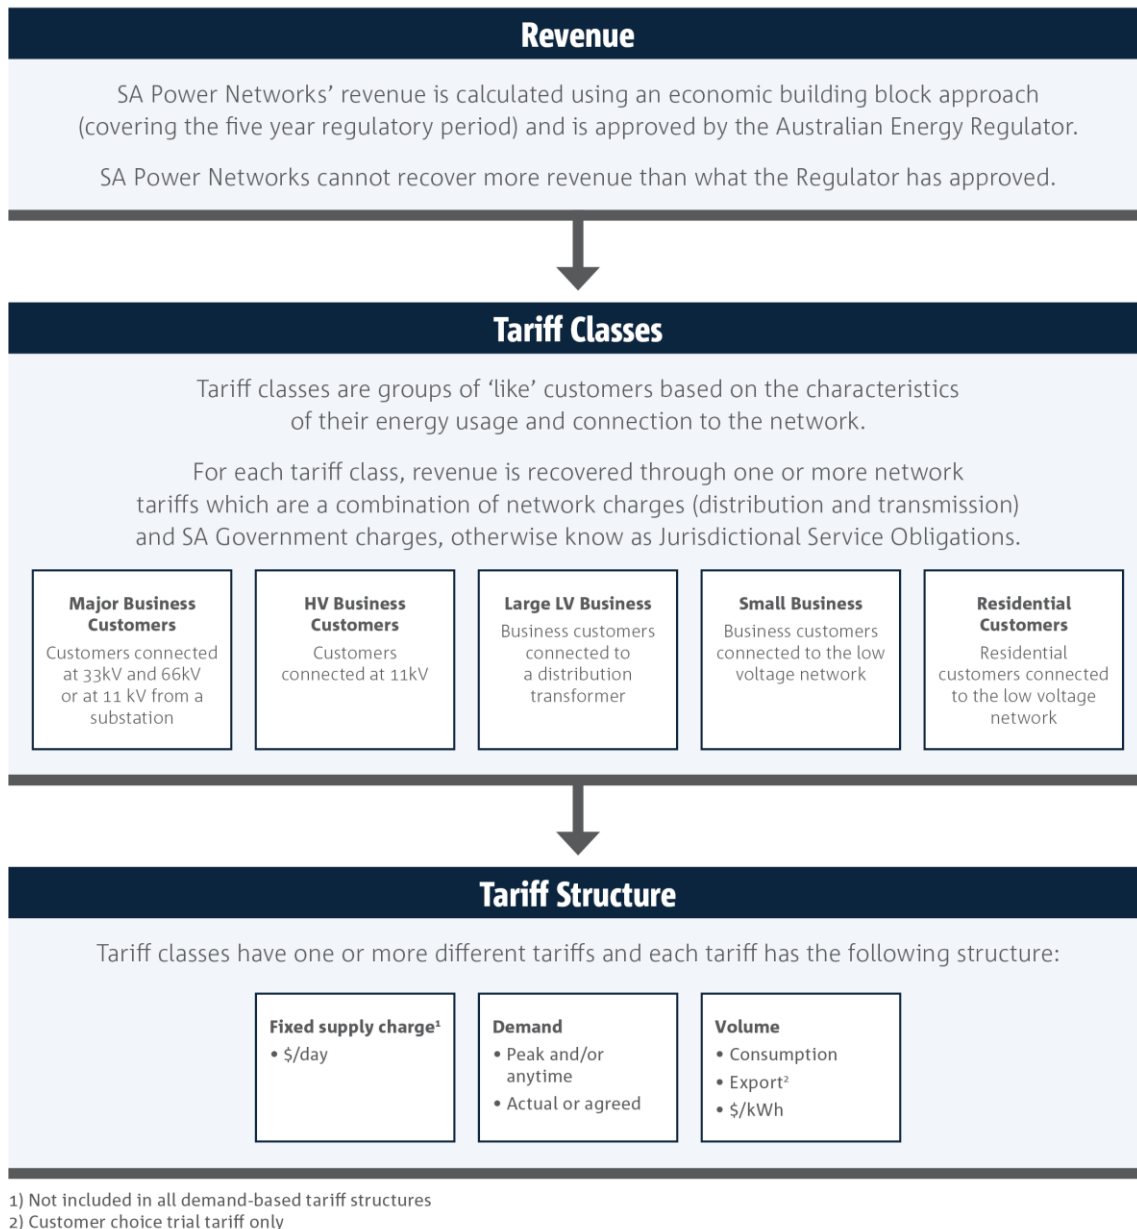 Revenue
SA Power Networks’ revenue is calculated using an economic building block approach
(covering the five year regulatory period) and is approved by the Australian Energy Regulator.
SA Power Networks cannot recover more revenue than what the Regulator has approved.
Tariff Classes
Tariff classes are groups of ‘like’ customers based on the characteristics
of their energy usage and connection to the network.
For each tariff class, revenue is recovered through one or more network
tariffs which are a combination of network charges (distribution and transmission)
and SA Government charges, otherwise know as Jurisdictional Service Obligations.
Major Business
Customers
Customers connected
at 33kV and 66kV
or at 11 kV from a
substation
HV Business
Customers
Customers
connected at 11kV
Large LV Business
Business customers
connected to
a distribution
transformer
Small Business
Business customers
connected to the low
voltage network
Residential
Customers
Residential
customers connected
to the low voltage
network
Tariff Structure
Tariff classes have one or more different tariffs and each tariff has the following structure:
Fixed supply charge¹
• $/day
Demand
• Peak and/or
anytime
• Actual or agreed
Volume
• Consumption
• Export²
• $/kWh
1) Not included in all demand-based tariff structures
2) Customer choice trial tariff only